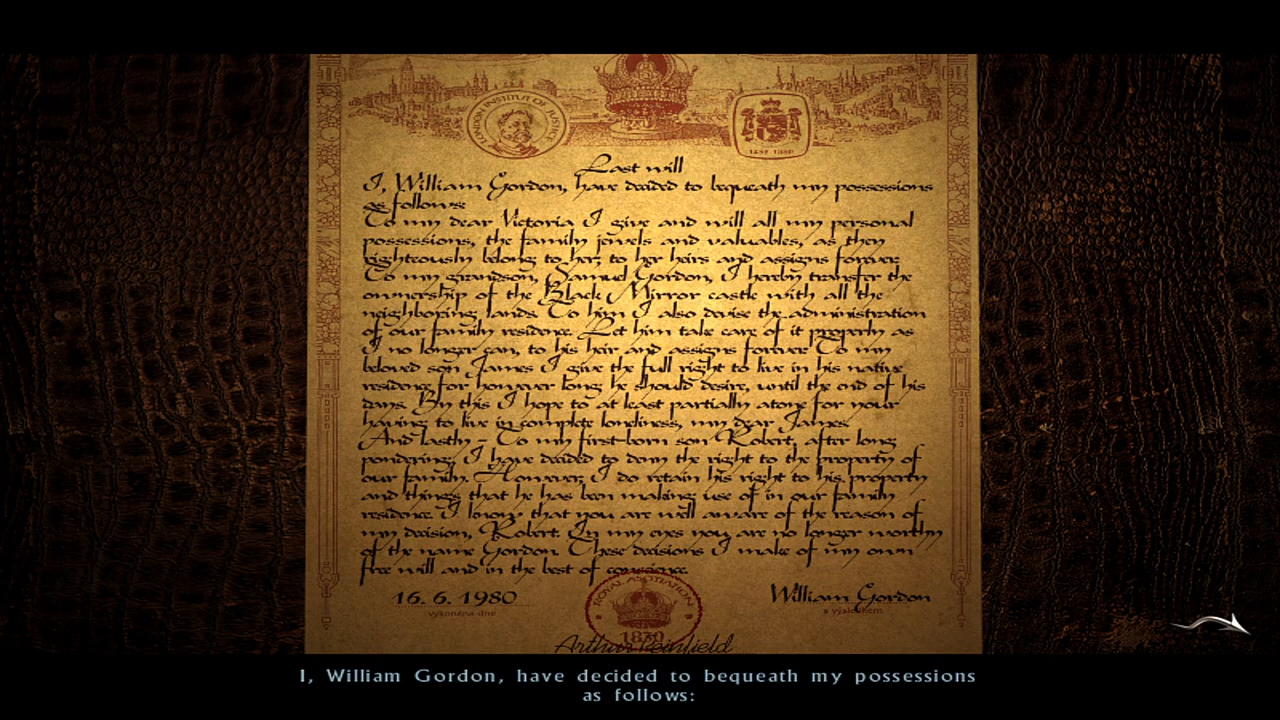 LONDON INSTITUT OF JUSTICE
Last will
I, William Gordon, have decided to bequeath my possessions
as follows:
To my dear Victoria I give and will all my personal
possessions, the family jewels and valuables, as they
righteously belong to her, to her heirs and assigns forever.
To my grandson, Samuel Gordon, I hereby transfer the
ownership of the Black Mirror castle with all the
neighboring lands. To him I also devise the administration
of our family residence. Let him take care of it properly as
I no longer can, to his heir and assigns forever. To my
beloved son James I give the full right to live in his native
residence for however long he should desire, until the end of his
days. By this I hope to at least partially atone for your
having to live in complete loneliness, my dear James.
And lastly - To my first-born son Robert, after long
pondering, I have decided to deny the right to the property of
our family. However, I do retain his right to his property
and things that he has been making use of in our family
residence. I know that you are well aware of the reason of
my decision, Robert. In my eyes you are no longer worthy
of the name Gordon. These decisions I make of my own
free will and in the best of conscience.
16. 6. 1980
William Gordon
ROYAL ASOTIATION
1830
Arthur
I, William Gordon, have decided to bequeath my possessions
as follows: